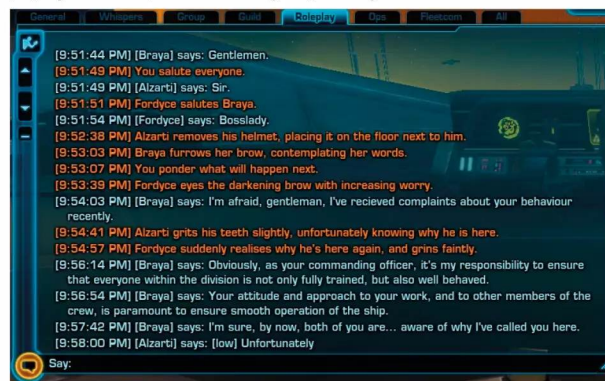 General Whispers Group Guild Roleplay Ops Fleetcom All
[9:51:44 PM] [Braya] says: Gentlemen.
[9:51:49 PM] You salute everyone.
[9:51:49 PM] [Alzarti] says: Sir.
[9:51:51 PM] Fordyce salutes Braya.
[9:51:54 PM] [Fordyce] says: Bosslady.
[9:52:38 PM] Alzarti removes his helmet, placing it on the floor next to him.
[9:53:03 PM] Braya furrows her brow, contemplating her words.
[9:53:07 PM] You ponder what will happen next.
[9:53:39 PM] Fordyce eyes the darkening brow with increasing worry.
[9:54:03 PM] [Braya] says: I'm afraid, gentleman, I've recieved complaints about your behaviour
recently.
[9:54:41 PM] Alzarti grits his teeth slightly, unfortunately knowing why he is here.
[9:54:57 PM] Fordyce suddenly realises why he's here again, and grins faintly.
[9:56:14 PM] [Braya] says: Obviously, as your commanding officer, it's my responsibility to ensure
that everyone within the division is not only fully trained, but also well behaved.
[9:56:54 PM] [Braya] says: Your attitude and approach to your work, and to other members of the
crew, is paramount to ensure smooth operation of the ship.
[9:57:42 PM] [Braya] says: I'm sure, by now, both of you are... aware of why I've called you here.
[9:58:00 PM] [Alzarti] says: [low] Unfortunately
Say: